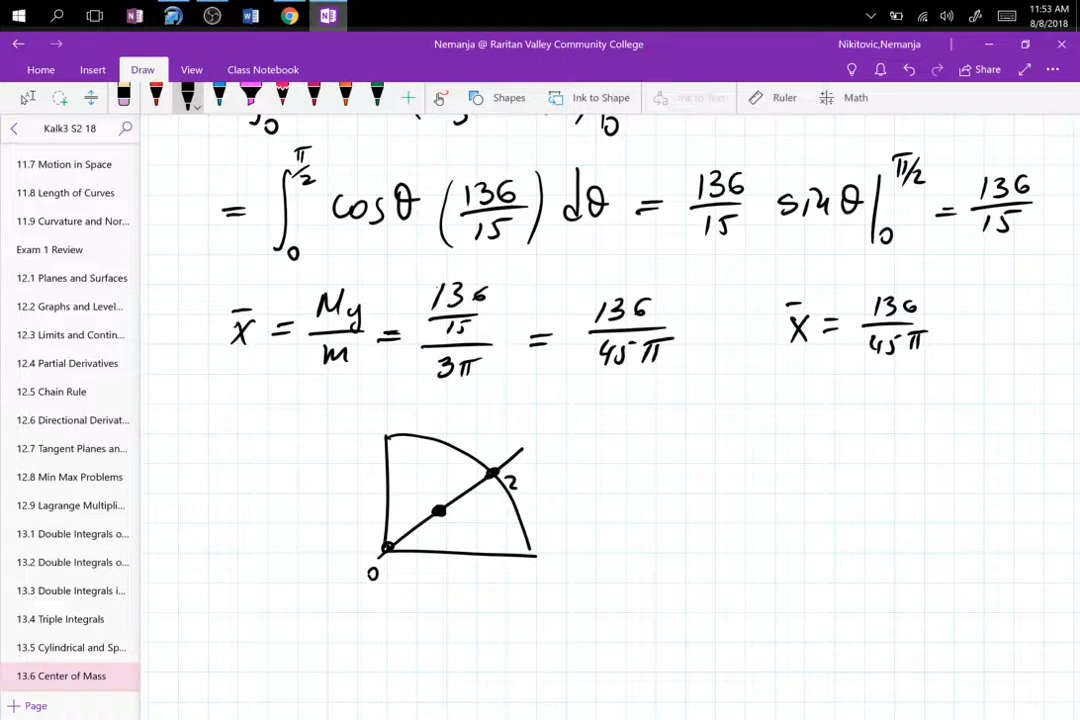 11:53 AM
8/8/2018
Nemanja @ Raritan Valley Community College
Nikitovic,Nemanja
Home Insert Draw View Class Notebook
Share
Shapes Ink to Shape Ink to Text Ruler Math
Kalk3 S2 18
11.7 Motion in Space
11.8 Length of Curves
11.9 Curvature and Nor...
Exam 1 Review
12.1 Planes and Surfaces
12.2 Graphs and Level...
12.3 Limits and Contin...
12.4 Partial Derivatives
12.5 Chain Rule
12.6 Directional Derivat...
12.7 Tangent Planes an...
12.8 Min Max Problems
12.9 Lagrange Multipli...
13.1 Double Integrals o...
13.2 Double Integrals o...
13.3 Double Integrals i...
13.4 Triple Integrals
13.5 Cylindrical and Sp...
13.6 Center of Mass
+ Page
= ∫₀^(π/2) cosθ (136/15) dθ = 136/15 sinθ |₀^(π/2) = 136/15
x̄ = My/m = (136/15)/(3π) = 136/(45π) x̄ = 136/(45π)
2
0